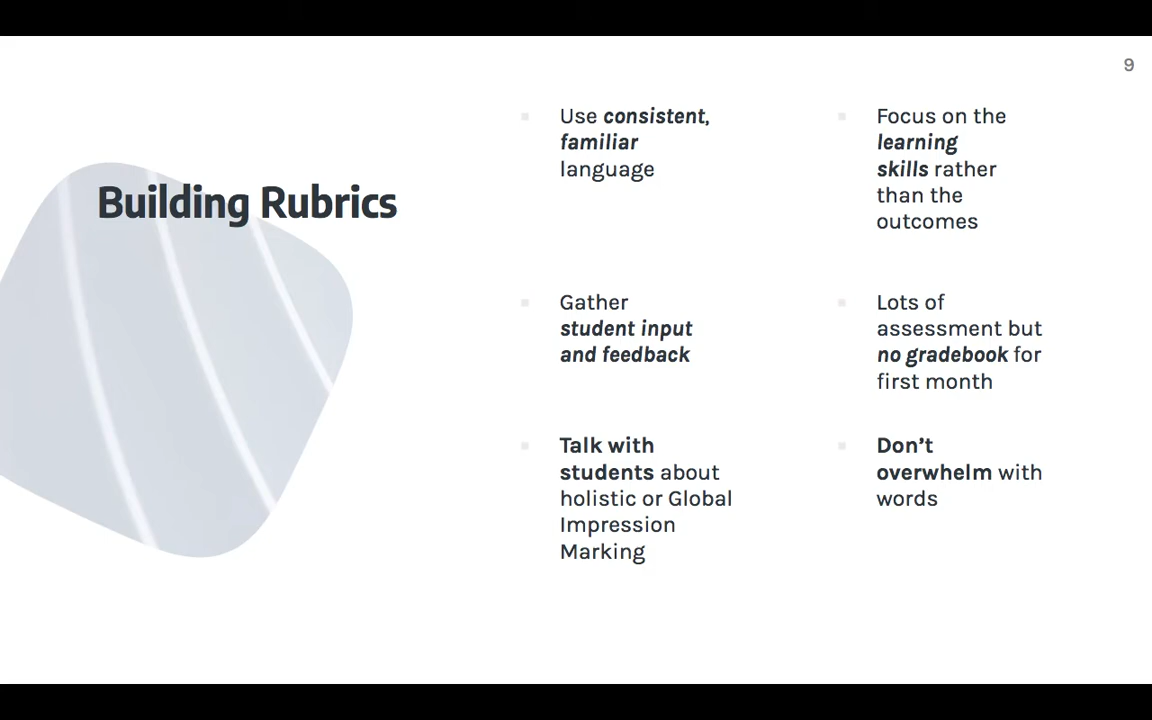 9
Building Rubrics
Use consistent,
familiar
language
Focus on the
learning
skills rather
than the
outcomes
Gather
student input
and feedback
Lots of
assessment but
no gradebook for
first month
Talk with
students about
holistic or Global
Impression
Marking
Don’t
overwhelm with
words